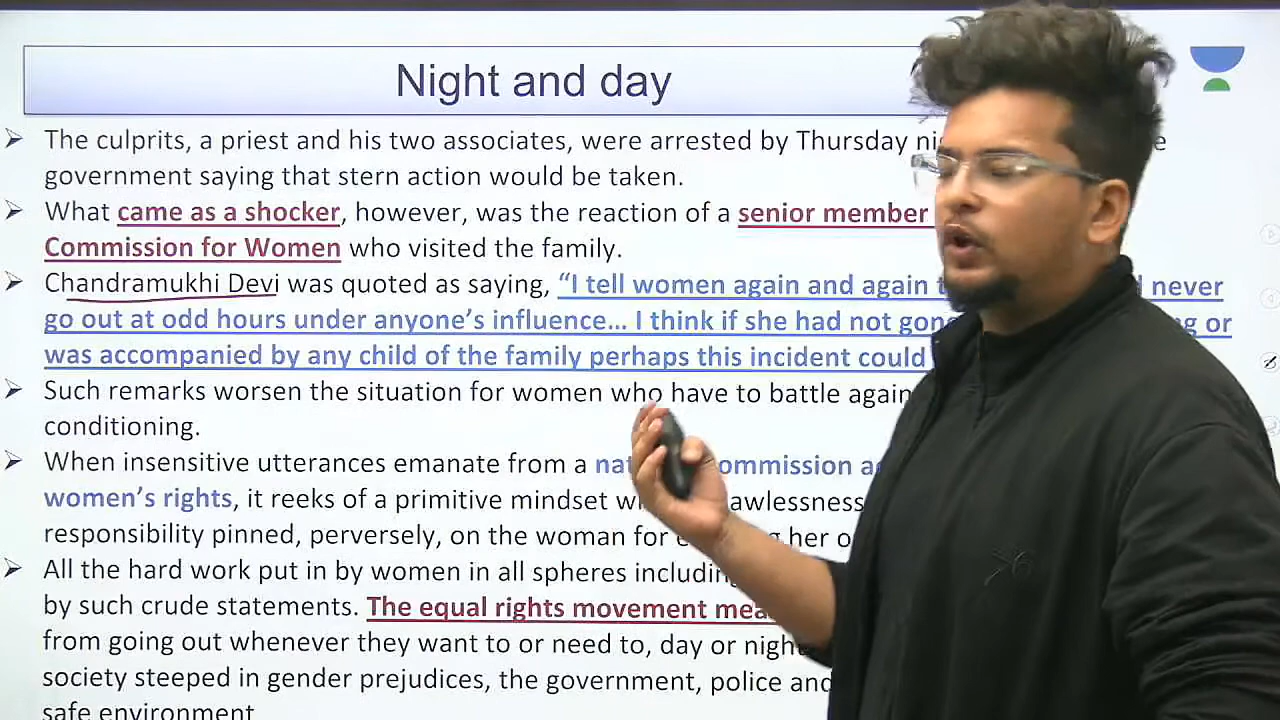 Night and day
➢ The culprits, a priest and his two associates, were arrested by Thursday
government saying that stern action would be taken.
➢ What came as a shocker, however, was the reaction of a senior member
Commission for Women who visited the family.
➢ Chandramukhi Devi was quoted as saying, “I tell women again and again never
go out at odd hours under anyone’s influence... I think if she had not or
was accompanied by any child of the family perhaps this incident could
➢ Such remarks worsen the situation for women who have to battle
conditioning.
➢ When insensitive utterances emanate from a
women’s rights, it reeks of a primitive mindset
responsibility pinned, perversely, on the woman for her
➢ All the hard work put in by women in all spheres
by such crude statements. The equal rights movement
from going out whenever they want to or need to, day or night
society steeped in gender prejudices, the government, police and
safe environment